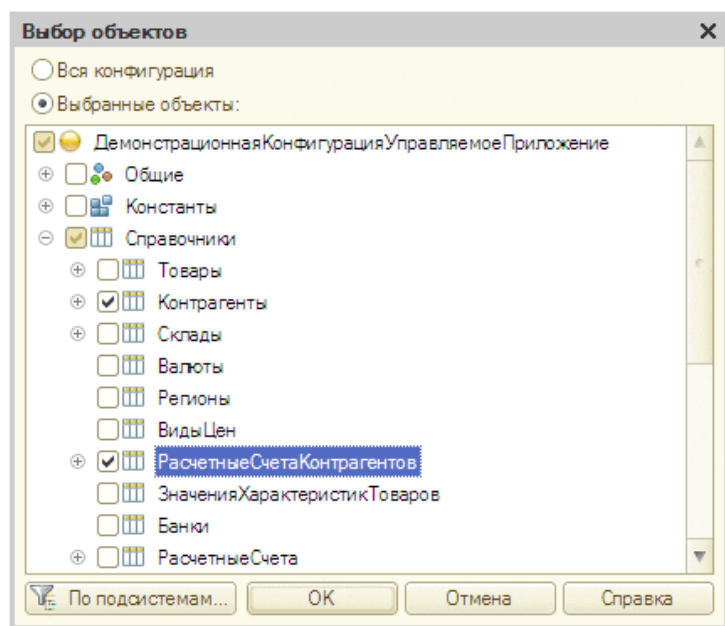 Выбор объектов
Вся конфигурация
Выбранные объекты:
ДемонстрационнаяКонфигурацияУправляемоеПриложение
Общие
Константы
Справочники
Товары
Контрагенты
Склады
Валюты
Регионы
ВидыЦен
РасчетныеСчетаКонтрагентов
ЗначенияХарактеристикТоваров
Банки
РасчетныеСчета
По подсистемам... ОК Отмена Справка